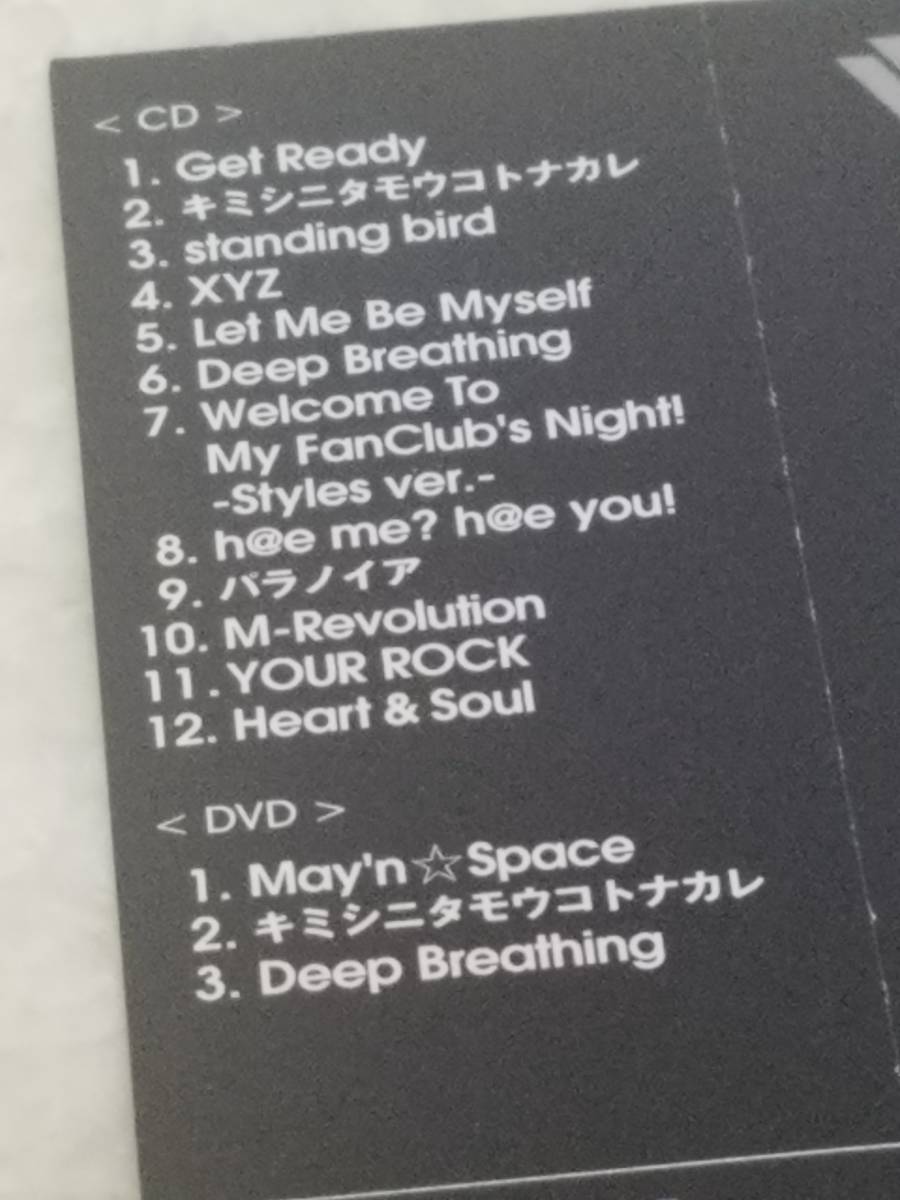 < CD >
1. Get Ready
2. キミシニタモウコトナカレ
3. standing bird
4. XYZ
5. Let Me Be Myself
6. Deep Breathing
7. Welcome To
My FanClub's Night!
-Styles ver.-
8. h@e me? h@e you!
9. パラノイア
10. M-Revolution
11. YOUR ROCK
12. Heart & Soul
< DVD >
1. May'n☆Space
2. キミシニタモウコトナカレ
3. Deep Breathing